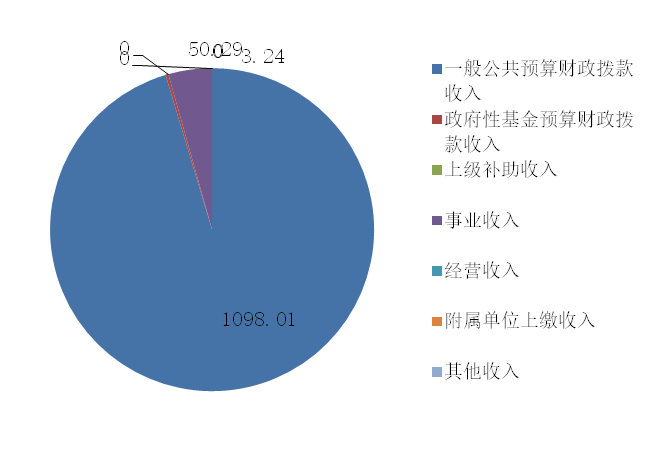 0
0
50.29
0
3.24
1098.01
一般公共预算财政拨款
收入
政府性基金预算财政拨
款收入
上级补助收入
事业收入
经营收入
附属单位上缴收入
其他收入